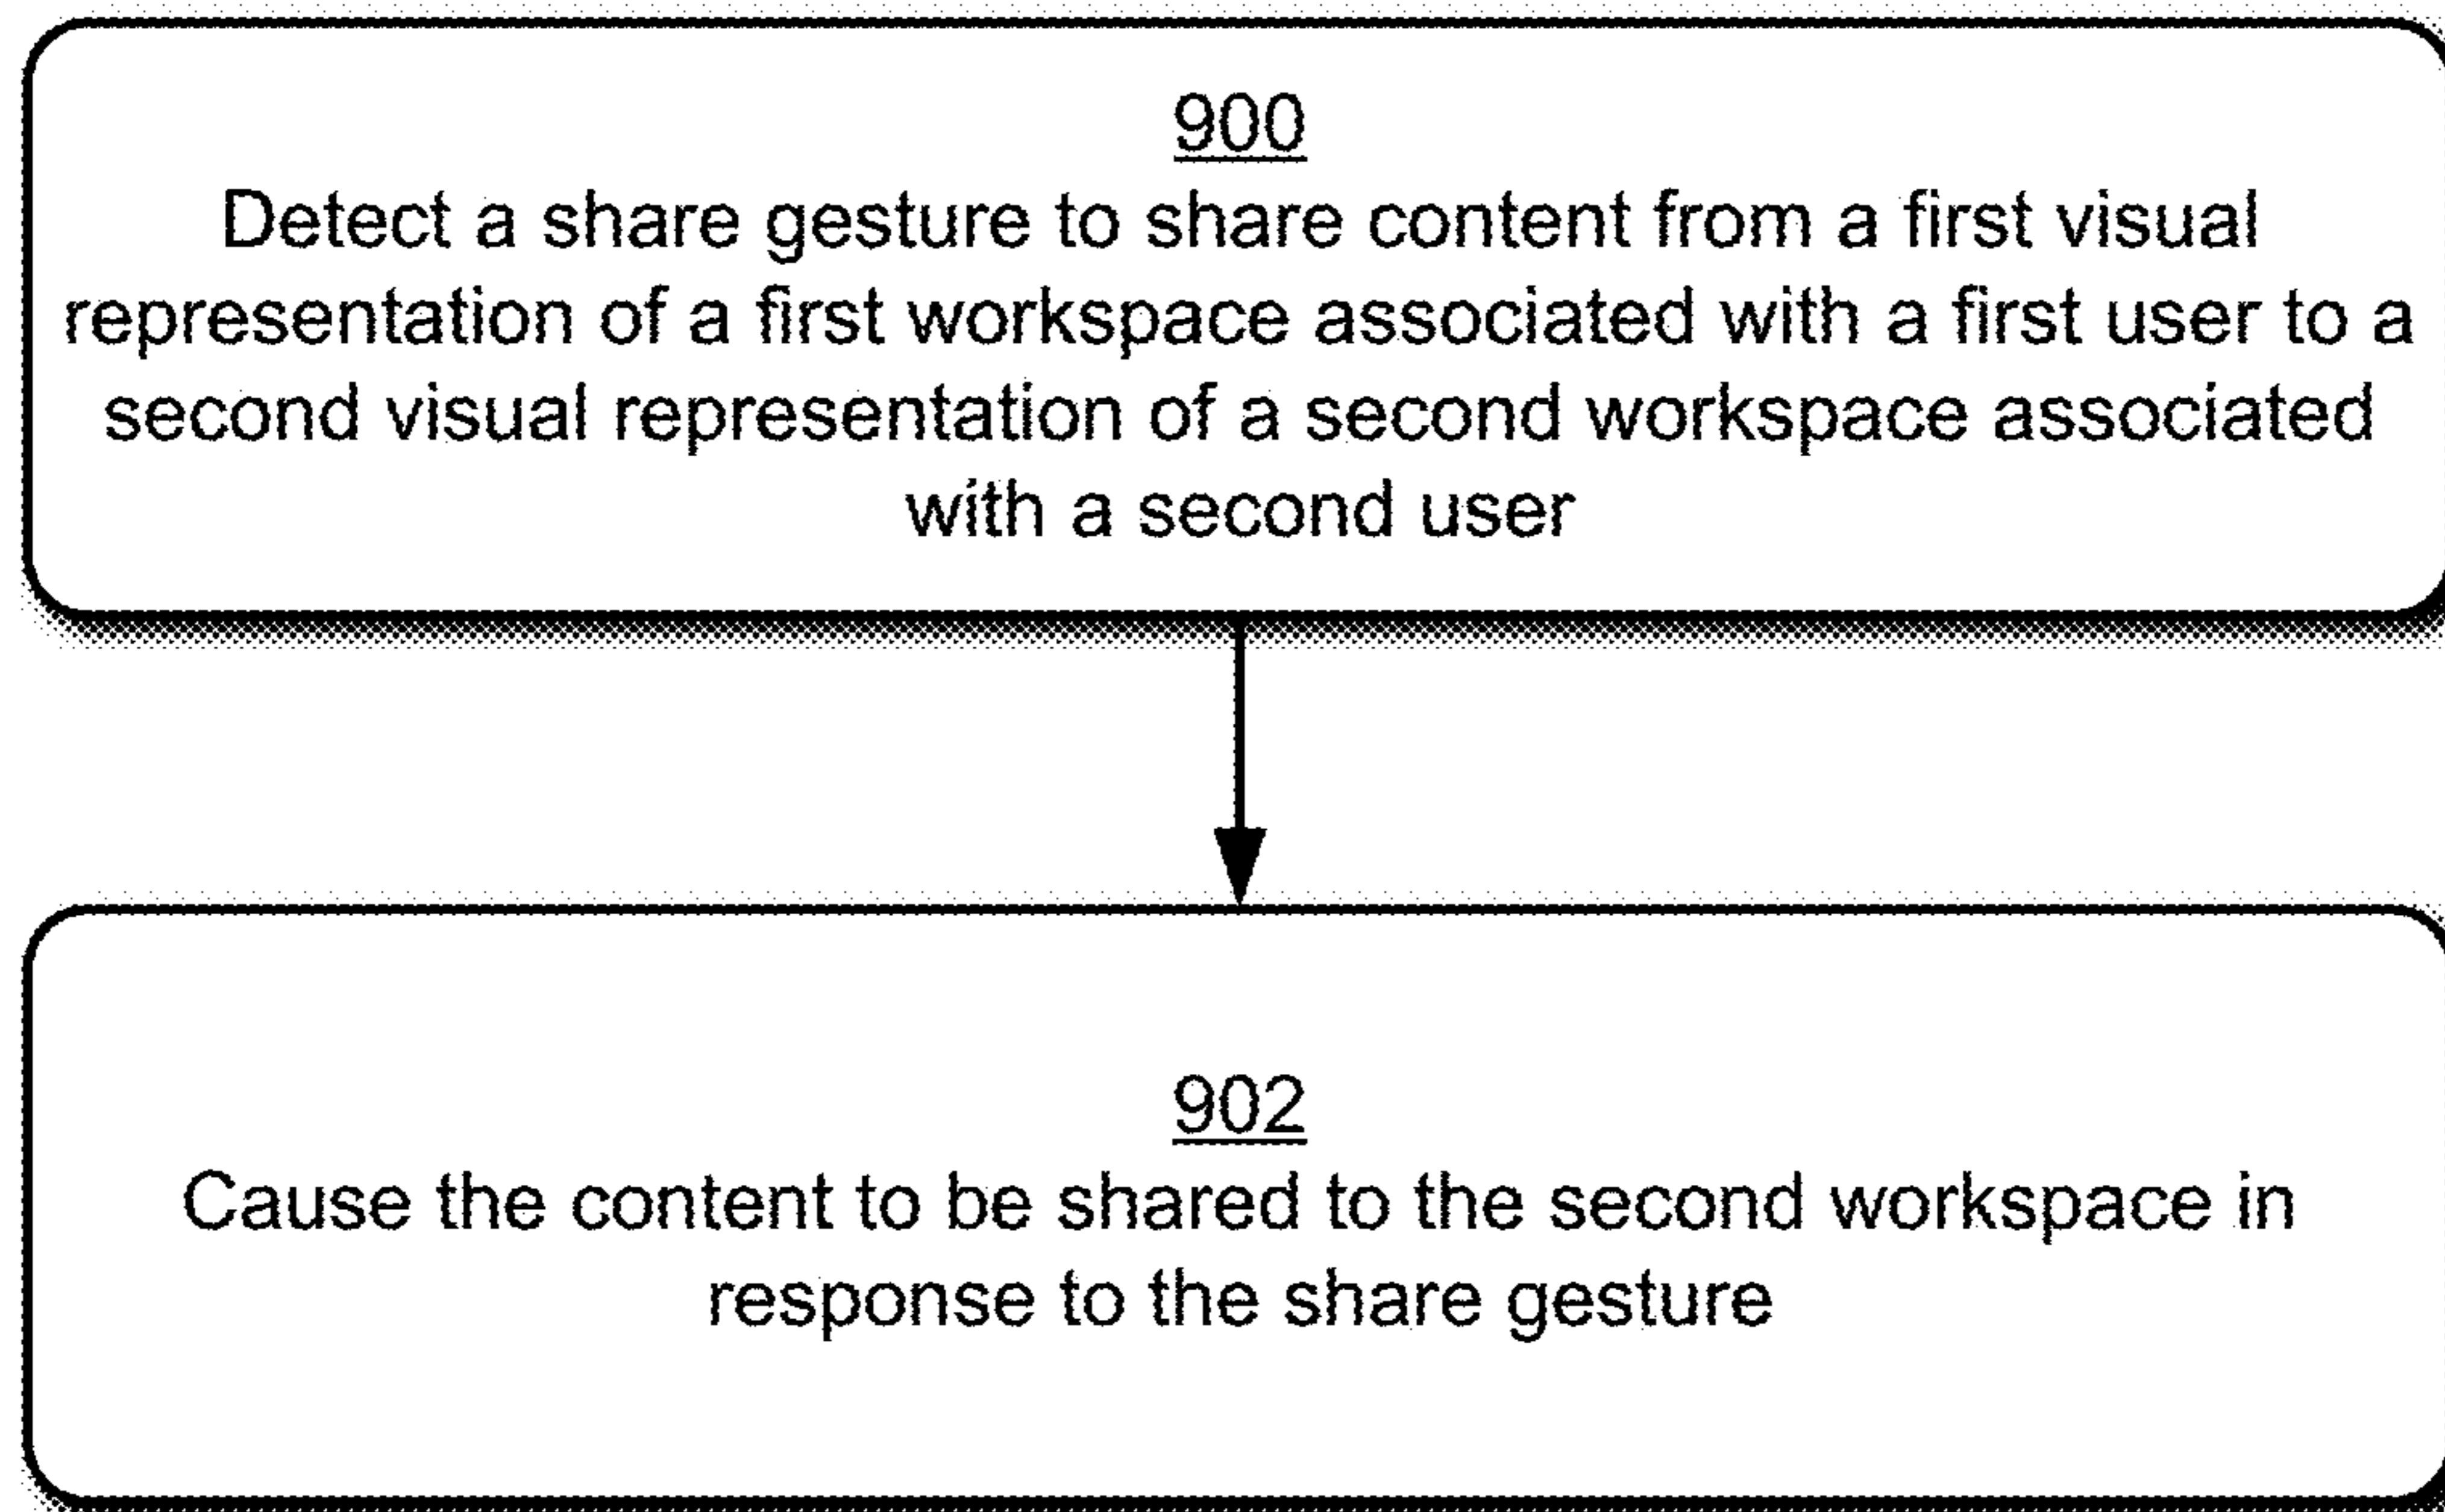 900
Detect a share gesture to share content from a first visual
representation of a first workspace associated with a first user to a
second visual representation of a second workspace associated
with a second user
902
Cause the content to be shared to the second workspace in
response to the share gesture